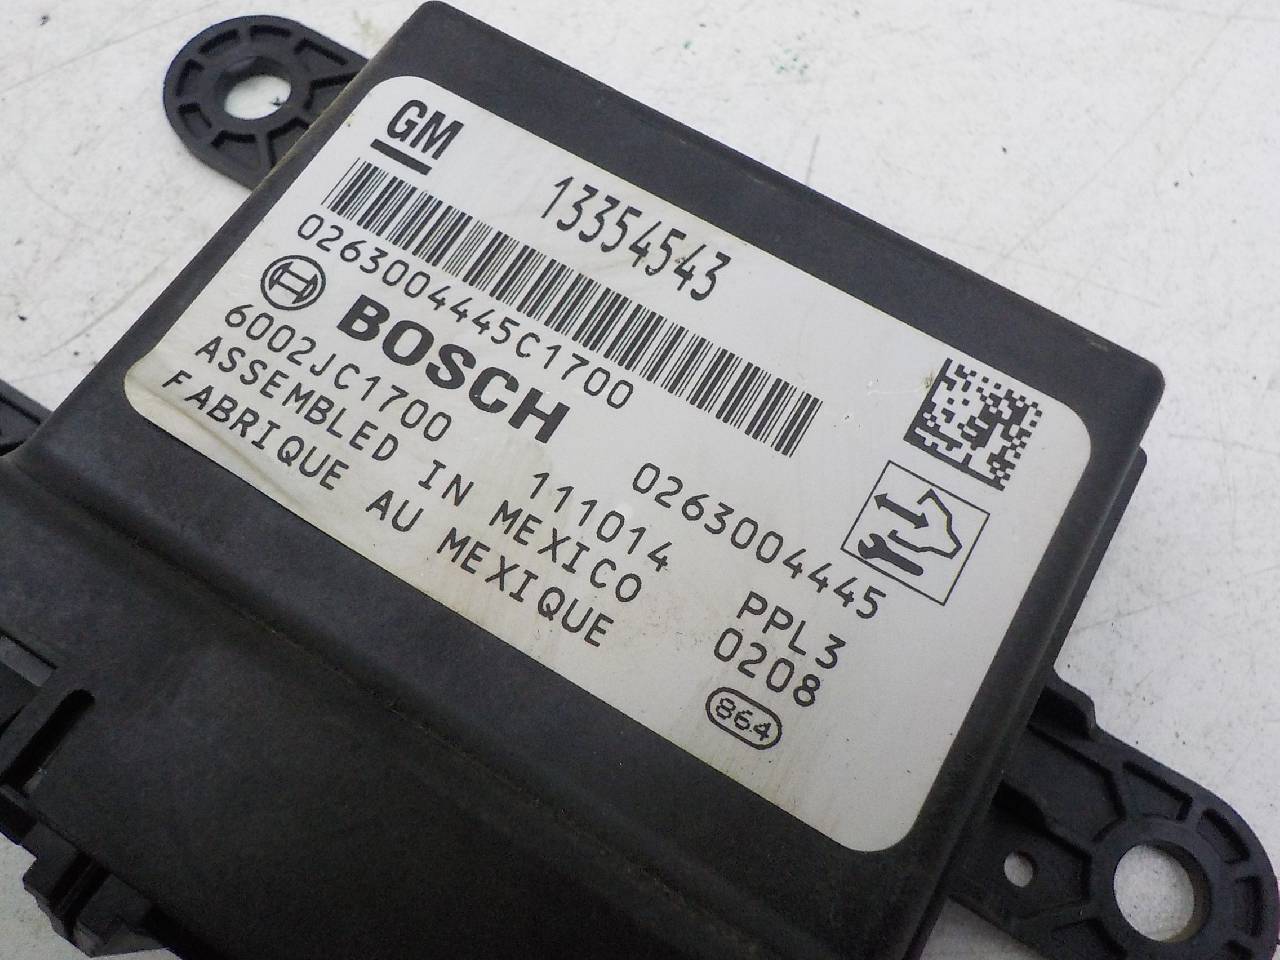 GM
13354543
0263004445C1700
BOSCH
6002JC1700
111014
0263004445
ASSEMBLED IN MEXICO
PPL3
FABRIQUE AU MEXIQUE
0208
864